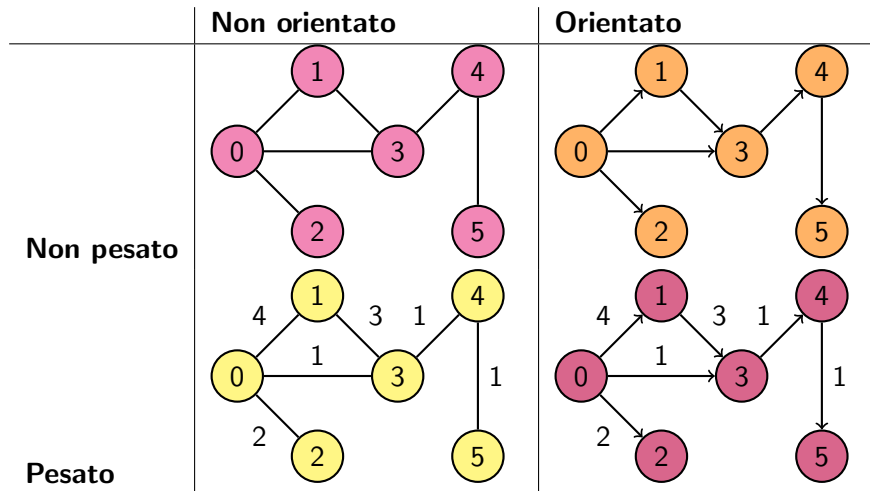 Non orientato Orientato
1 4 1 4
0 3 0 3
2 5 2 5
Non pesato
1 4 1 4
4 3 1 4 3 1
1 1
0 3 1 0 3 1
2 2
2 5 2 5
Pesato